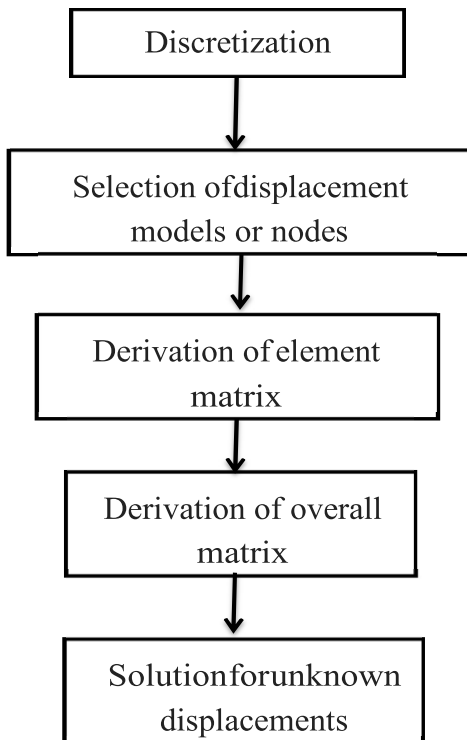 Discretization
Selection ofdisplacement
models or nodes
Derivation of element
matrix
Derivation of overall
matrix
Solutionforunknown
displacements